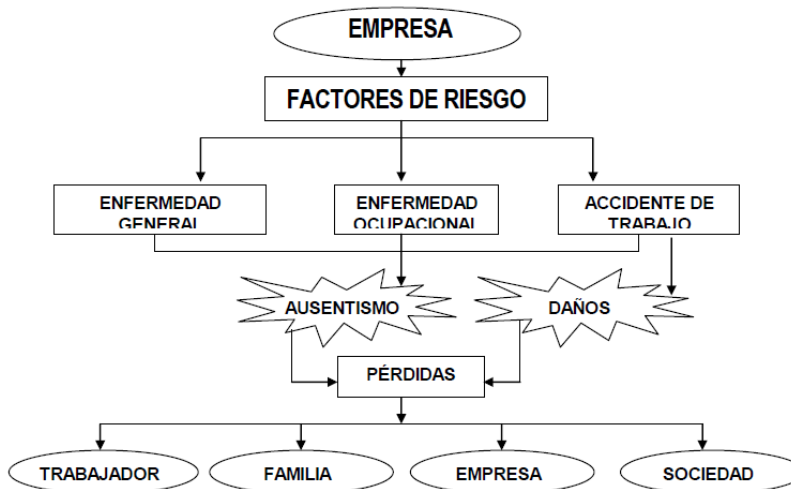 EMPRESA
FACTORES DE RIESGO
ENFERMEDAD
GENERAL
ENFERMEDAD
OCUPACIONAL
ACCIDENTE DE
TRABAJO
AUSENTISMO
DAÑOS
PÉRDIDAS
TRABAJADOR
FAMILIA
EMPRESA
SOCIEDAD